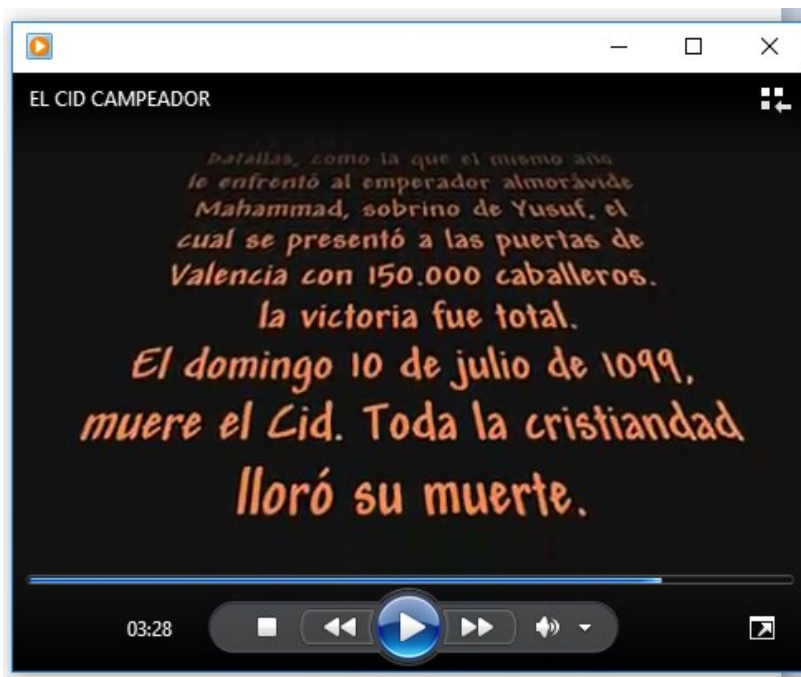 EL CID CAMPEADOR
batallas, como la que el mismo año
le enfrentó al emperador almorávide
Mahammad, sobrino de Yusuf, el
cual se presentó a las puertas de
Valencia con 150.000 caballeros.
la victoria fue total.
El domingo 10 de julio de 1099,
muere el Cid. Toda la cristiandad
lloró su muerte.
03:28